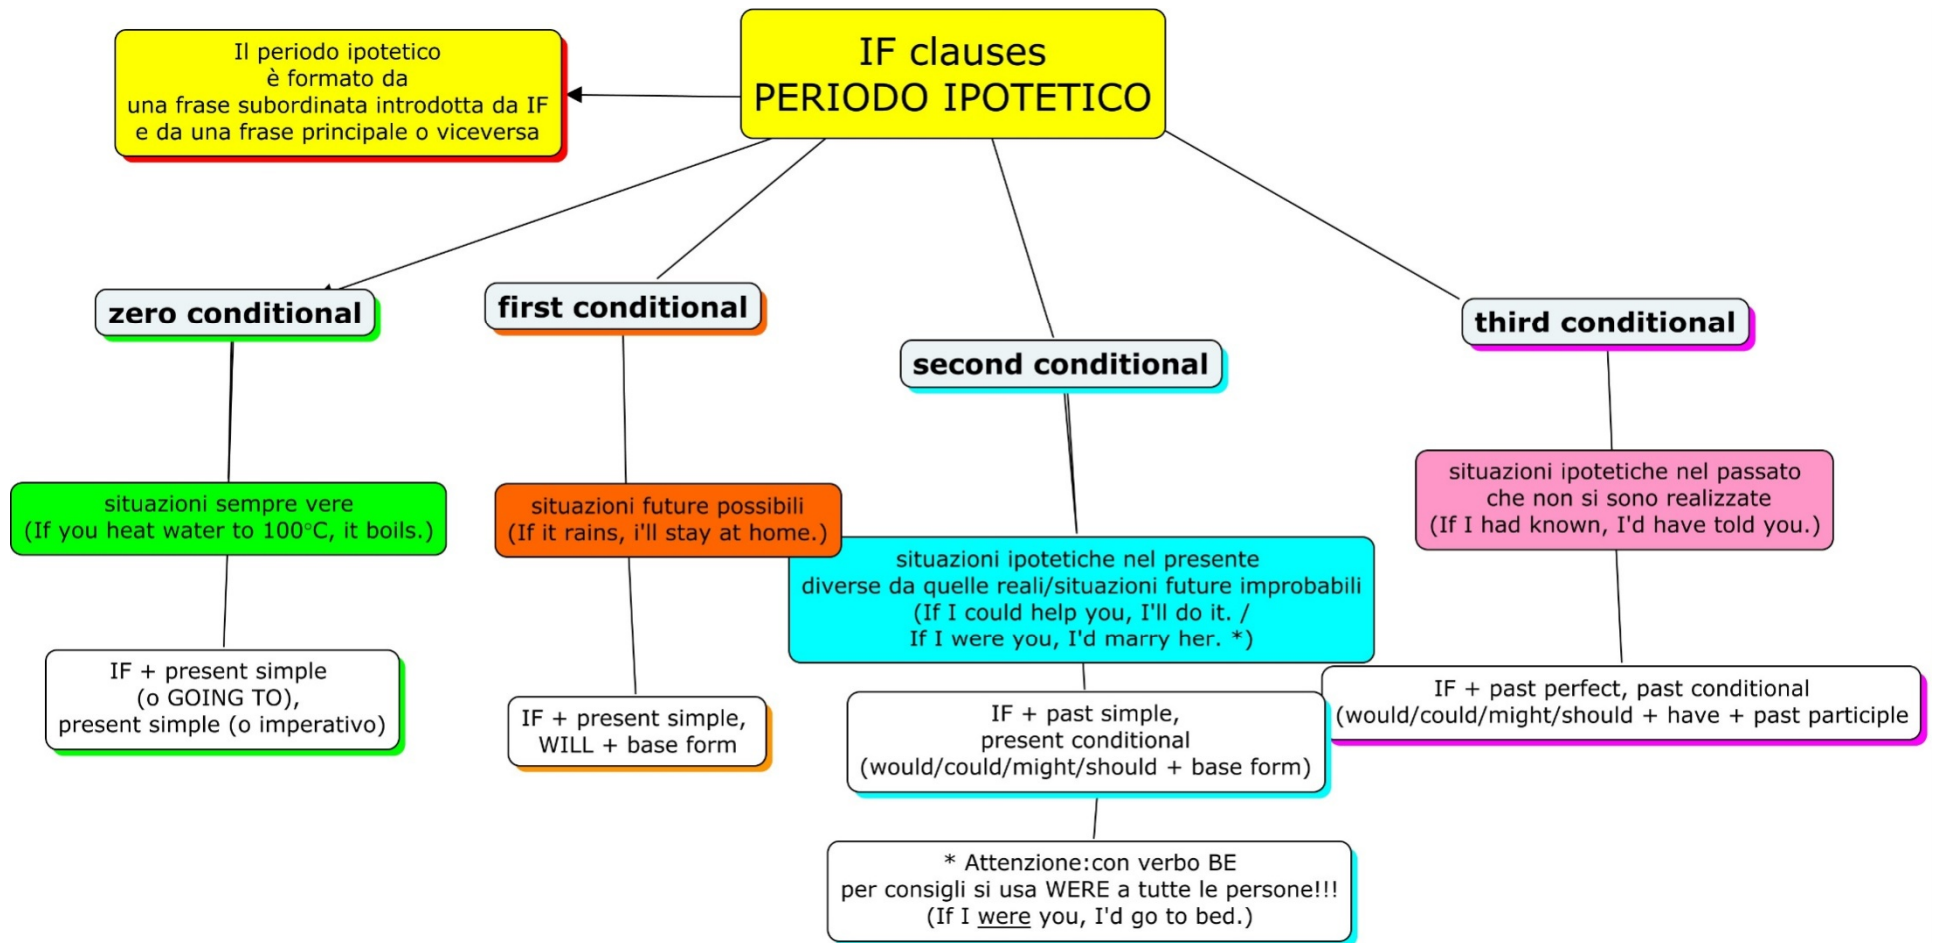 IF clauses
PERIODO IPOTETICO
Il periodo ipotetico
è formato da
una frase subordinata introdotta da IF
e da una frase principale o viceversa
zero conditional
situazioni sempre vere
(If you heat water to 100°C, it boils.)
IF + present simple
(o GOING TO),
present simple (o imperativo)
first conditional
situazioni future possibili
(If it rains, i'll stay at home.)
IF + present simple,
WILL + base form
second conditional
situazioni ipotetiche nel presente
diverse da quelle reali/situazioni future improbabili
(If I could help you, I'll do it. /
If I were you, I'd marry her. *)
IF + past simple,
present conditional
(would/could/might/should + base form)
* Attenzione:con verbo BE
per consigli si usa WERE a tutte le persone!!!
(If I were you, I'd go to bed.)
third conditional
situazioni ipotetiche nel passato
che non si sono realizzate
(If I had known, I'd have told you.)
IF + past perfect, past conditional
(would/could/might/should + have + past participle